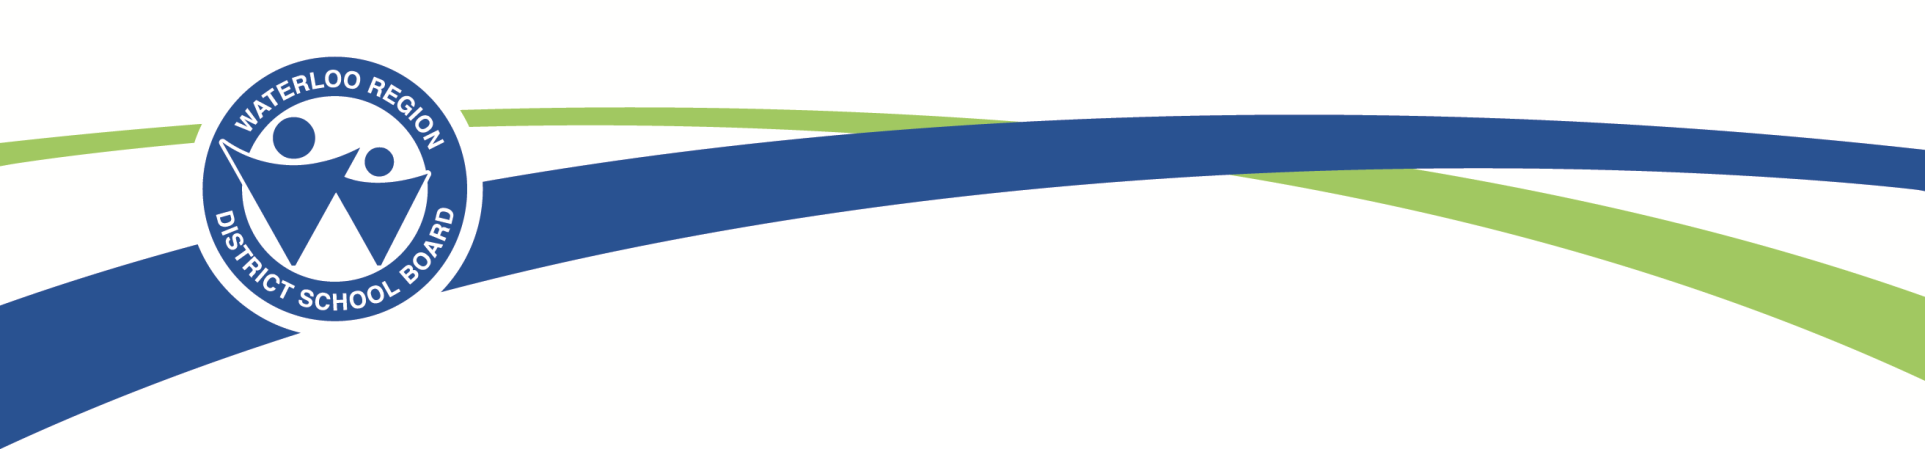 WATERLOO REGION
DISTRICT SCHOOL BOARD